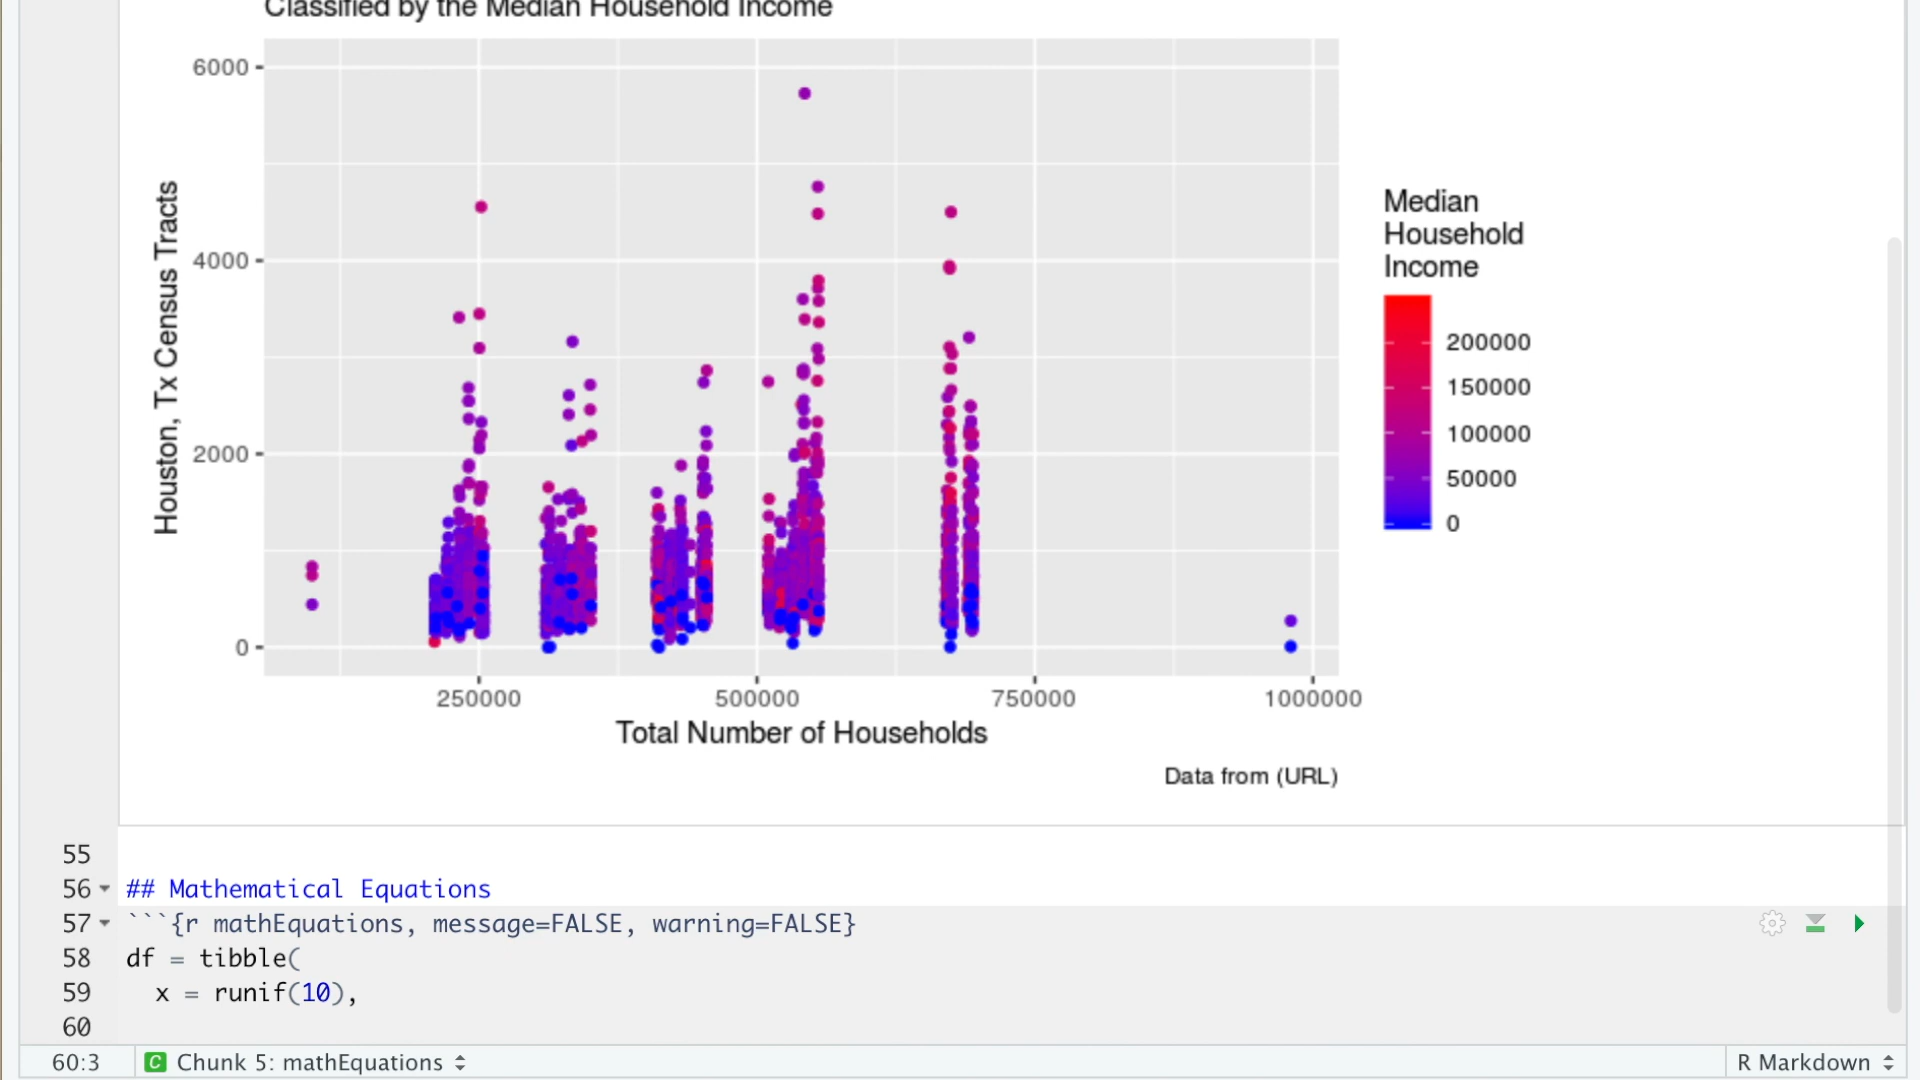 Classified by the Median Household Income
6000
4000
2000
0
Houston, Tx Census Tracts
250000
500000
750000
1000000
Total Number of Households
Data from (URL)
Median
Household
Income
200000
150000
100000
50000
0
55
56 ## Mathematical Equations
57 ```{r mathEquations, message=FALSE, warning=FALSE}
58 df = tibble(
59 x = runif(10),
60
60:3 C Chunk 5: mathEquations R Markdown